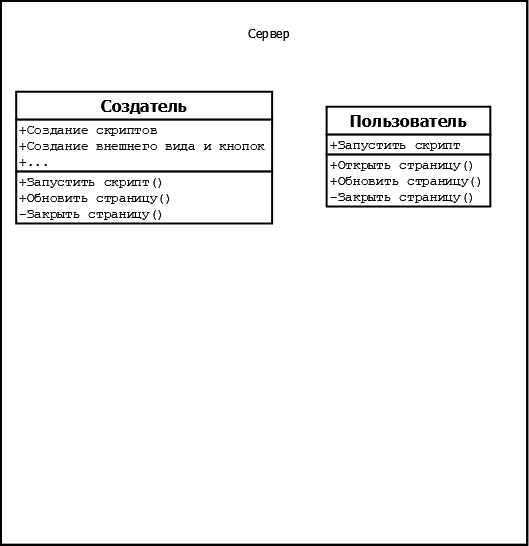 Сервер
Создатель
+Создание скриптов
+Создание внешнего вида и кнопок
+...
+Запустить скрипт()
+Обновить страницу()
-Закрыть страницу()
Пользователь
+Запустить скрипт
+Открыть страницу()
+Обновить страницу()
-Закрыть страницу()